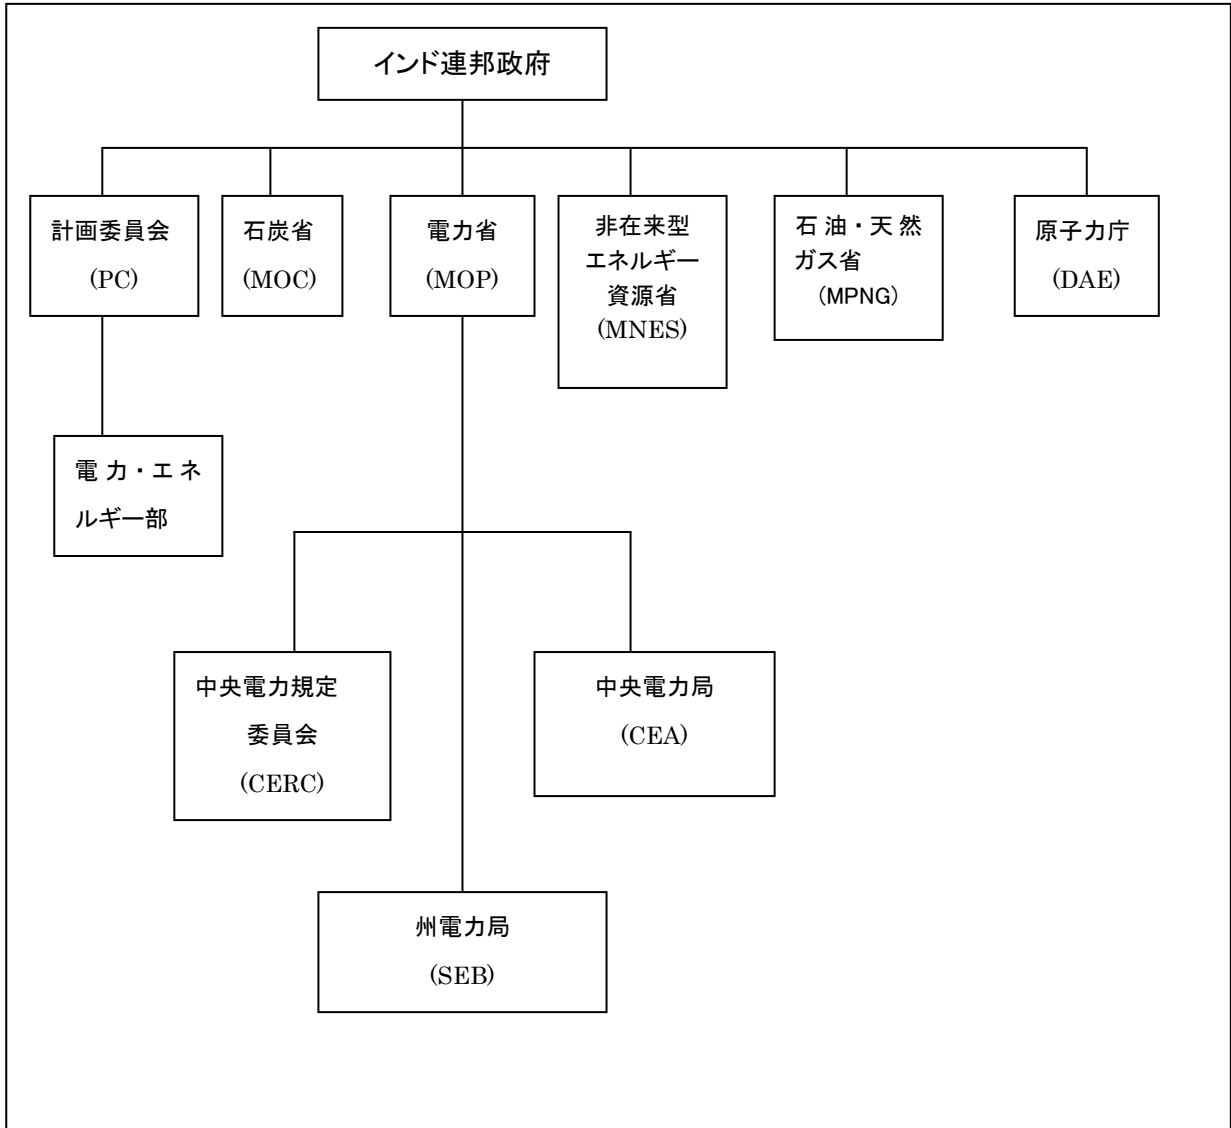 インド連邦政府
計画委員会
(PC)
石炭省
(MOC)
電力省
(MOP)
非在来型
エネルギー
資源省
(MNES)
石油・天然
ガス省
(MPNG)
原子力庁
(DAE)
電力・エネ
ルギー部
中央電力規定
委員会
(CERC)
中央電力局
(CEA)
州電力局
(SEB)